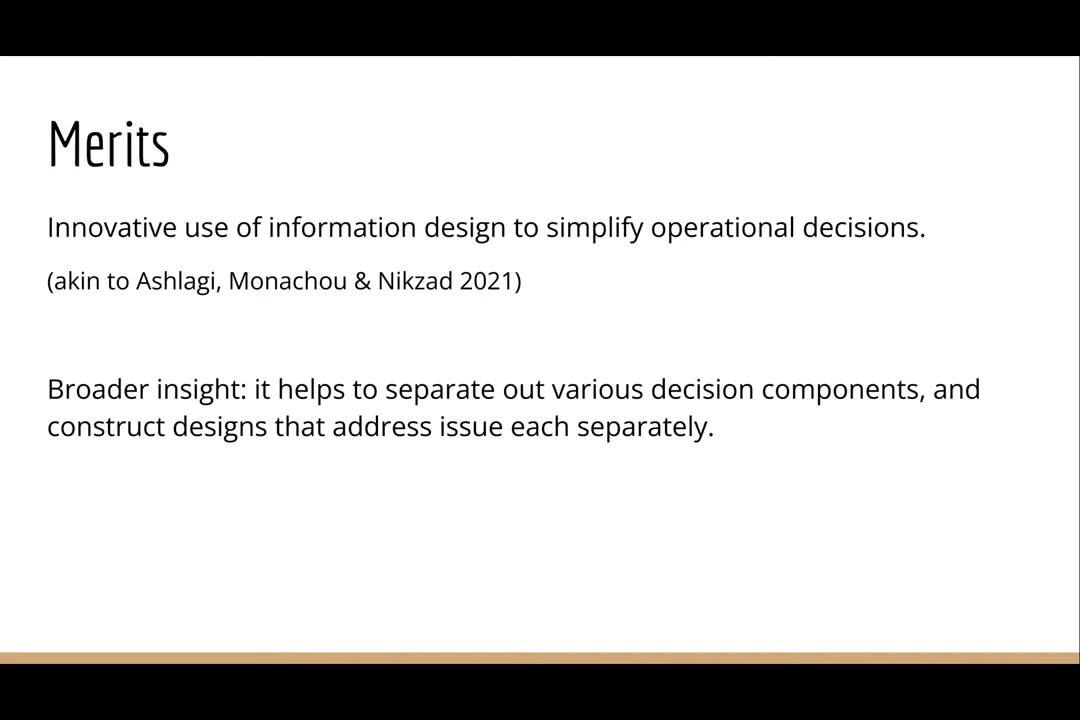 Merits
Innovative use of information design to simplify operational decisions.
(akin to Ashlagi, Monachou & Nikzad 2021)
Broader insight: it helps to separate out various decision components, and
construct designs that address issue each separately.